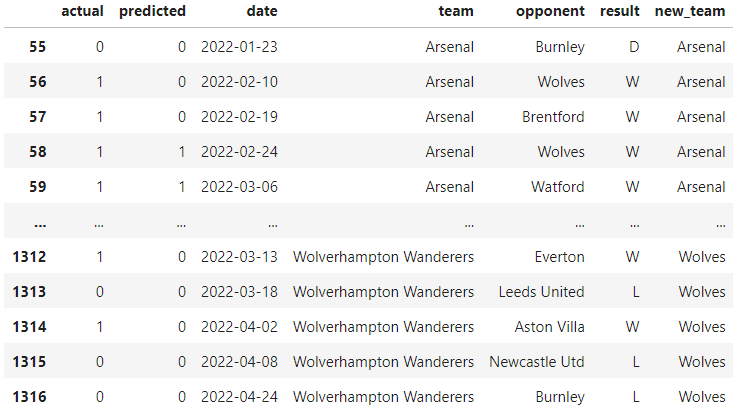 actual predicted date team opponent result new_team
55 0 0 2022-01-23 Arsenal Burnley D Arsenal
56 1 0 2022-02-10 Arsenal Wolves W Arsenal
57 1 0 2022-02-19 Arsenal Brentford W Arsenal
58 1 1 2022-02-24 Arsenal Wolves W Arsenal
59 1 1 2022-03-06 Arsenal Watford W Arsenal
... ... ... ... ... ... ... ...
1312 1 0 2022-03-13 Wolverhampton Wanderers Everton W Wolves
1313 0 0 2022-03-18 Wolverhampton Wanderers Leeds United L Wolves
1314 1 0 2022-04-02 Wolverhampton Wanderers Aston Villa W Wolves
1315 0 0 2022-04-08 Wolverhampton Wanderers Newcastle Utd L Wolves
1316 0 0 2022-04-24 Wolverhampton Wanderers Burnley L Wolves